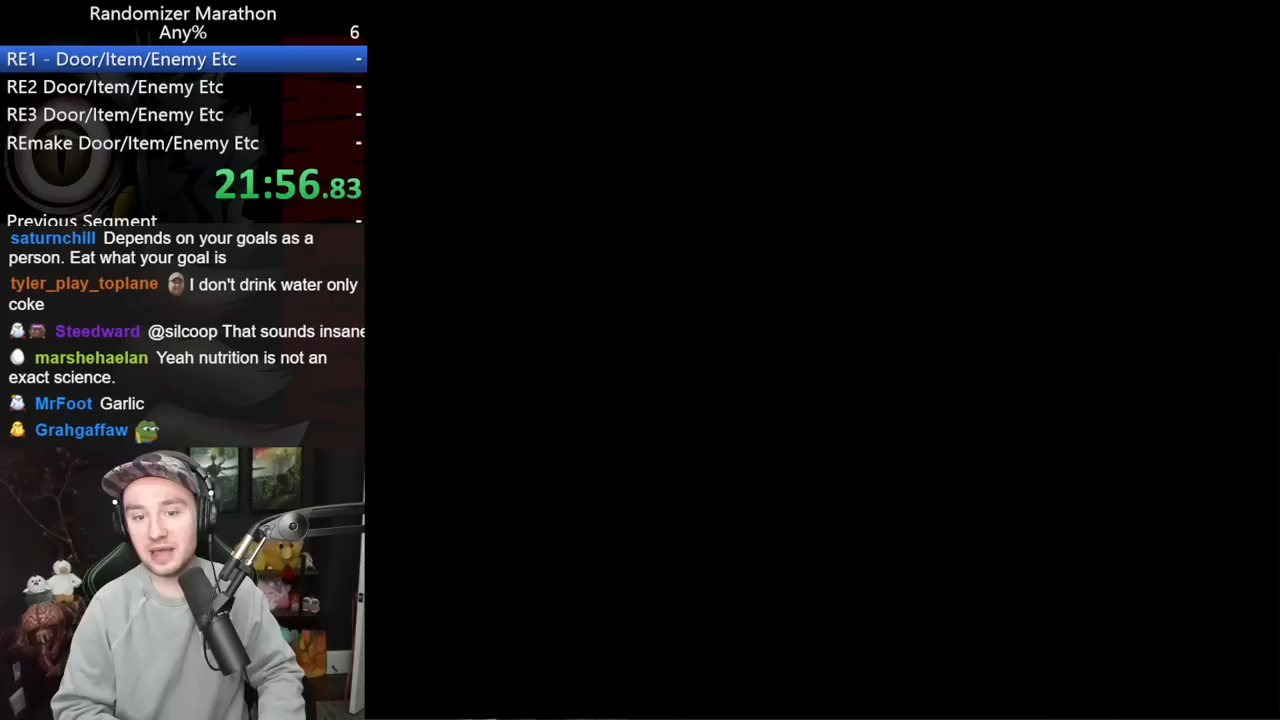 Randomizer Marathon
Any% 6
RE1 - Door/Item/Enemy Etc -
RE2 Door/Item/Enemy Etc -
RE3 Door/Item/Enemy Etc -
REmake Door/Item/Enemy Etc -
21:56.83
Previous Segment -
saturnchill Depends on your goals as a
person. Eat what your goal is
tyler_play_toplane I don't drink water only
coke
Steedward @silcoop That sounds insane
marshehaelan Yeah nutrition is not an
exact science.
MrFoot Garlic
Grahgaffaw